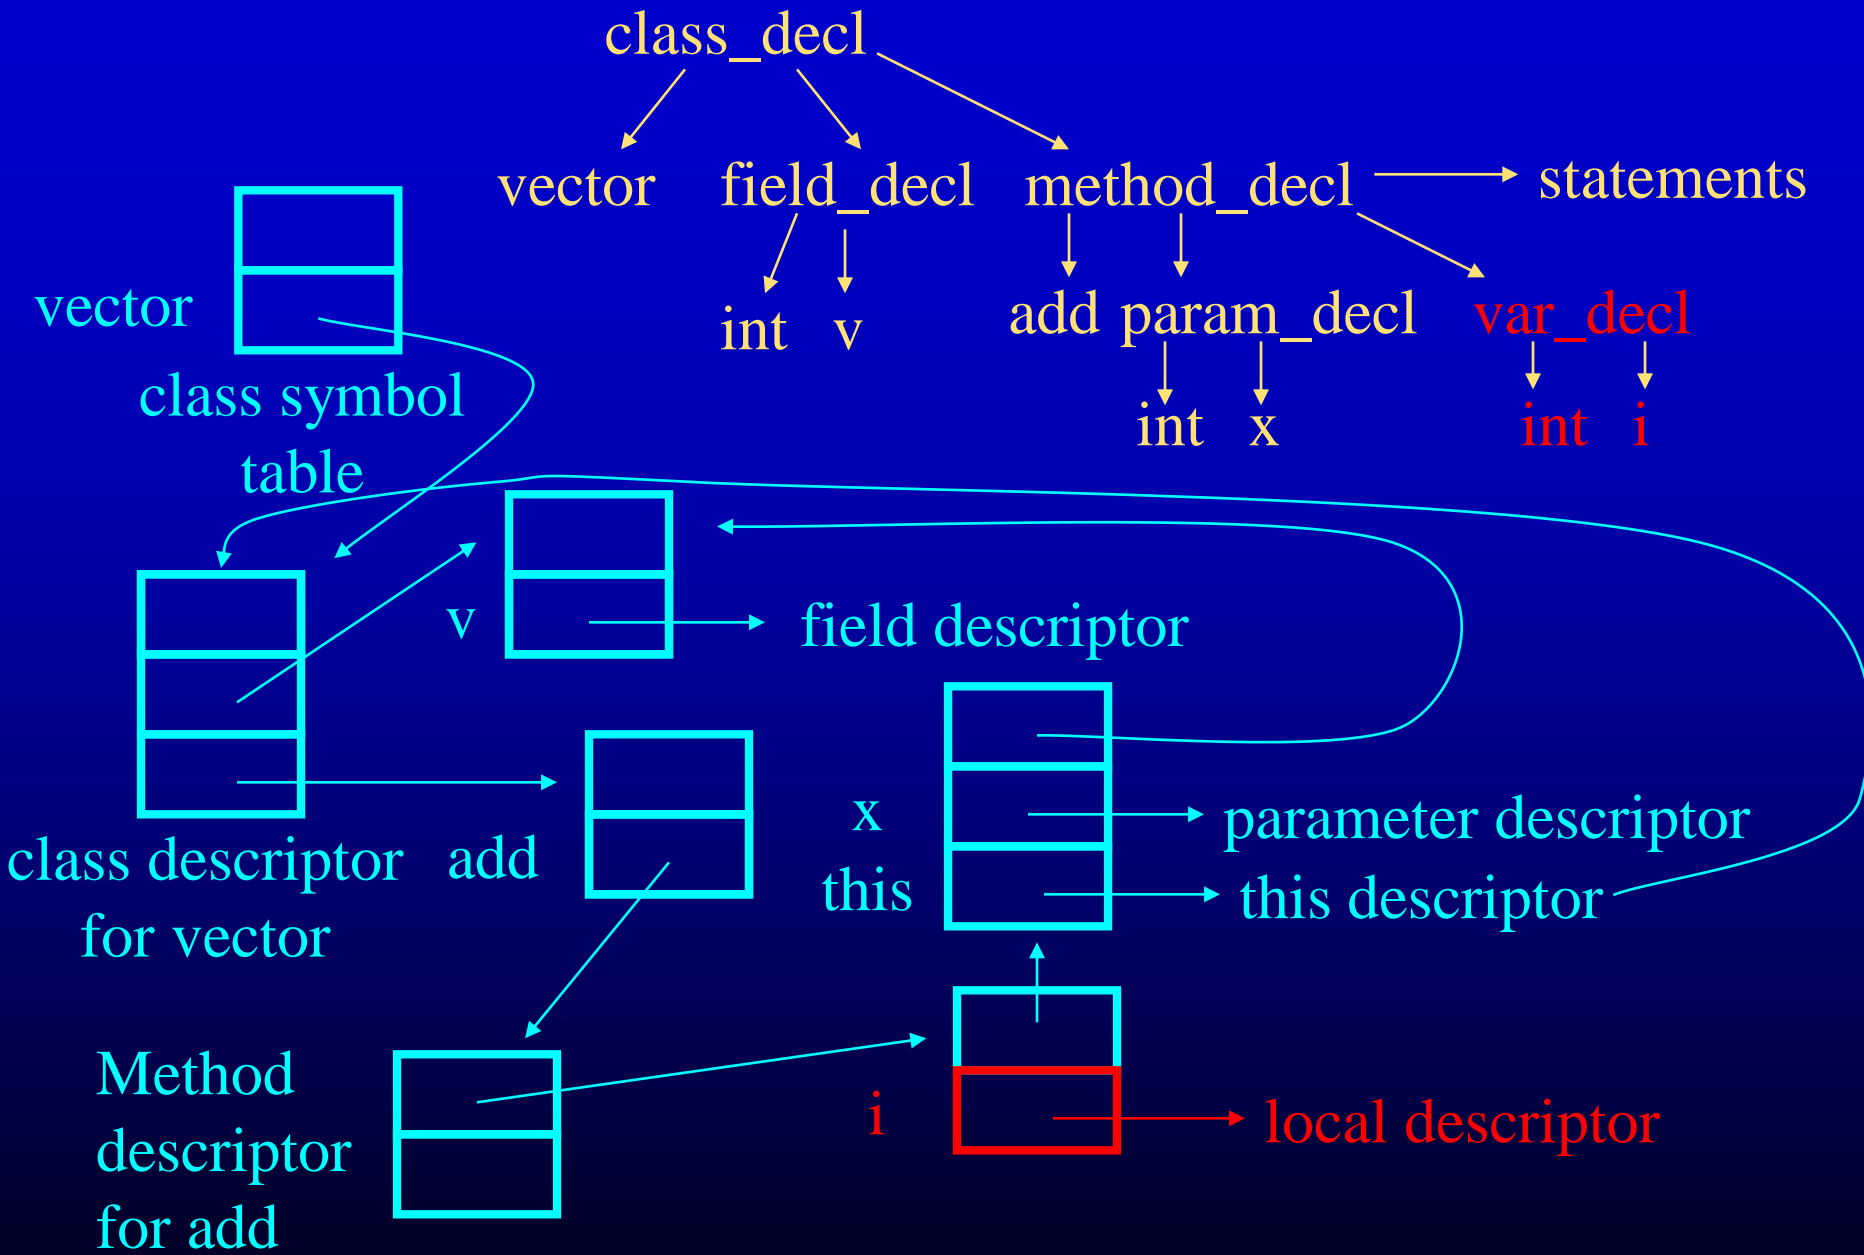 class_decl
vector field_decl method_decl statements
vector int v add param_decl var_decl
class symbol
table
int x int i
v field descriptor
x parameter descriptor
class descriptor
for vector
add this this descriptor
Method
descriptor
for add
i local descriptor